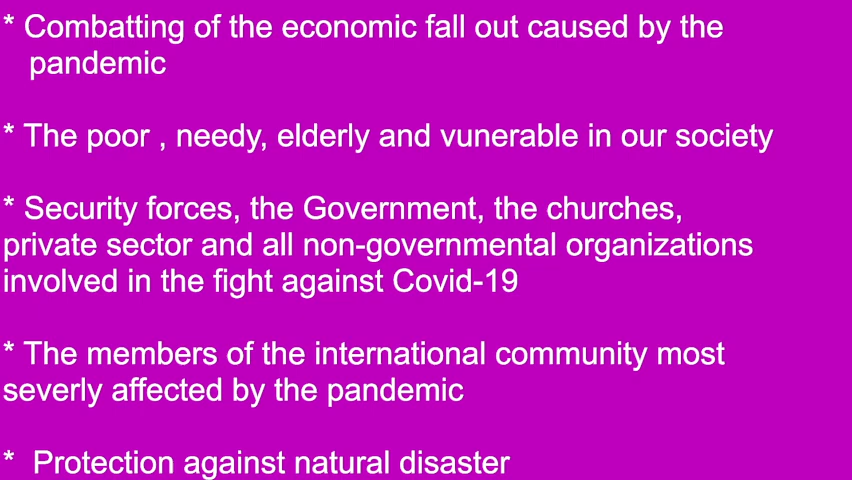 * Combatting of the economic fall out caused by the
pandemic
* The poor , needy, elderly and vunerable in our society
* Security forces, the Government, the churches,
private sector and all non-governmental organizations
involved in the fight against Covid-19
* The members of the international community most
severly affected by the pandemic
* Protection against natural disaster